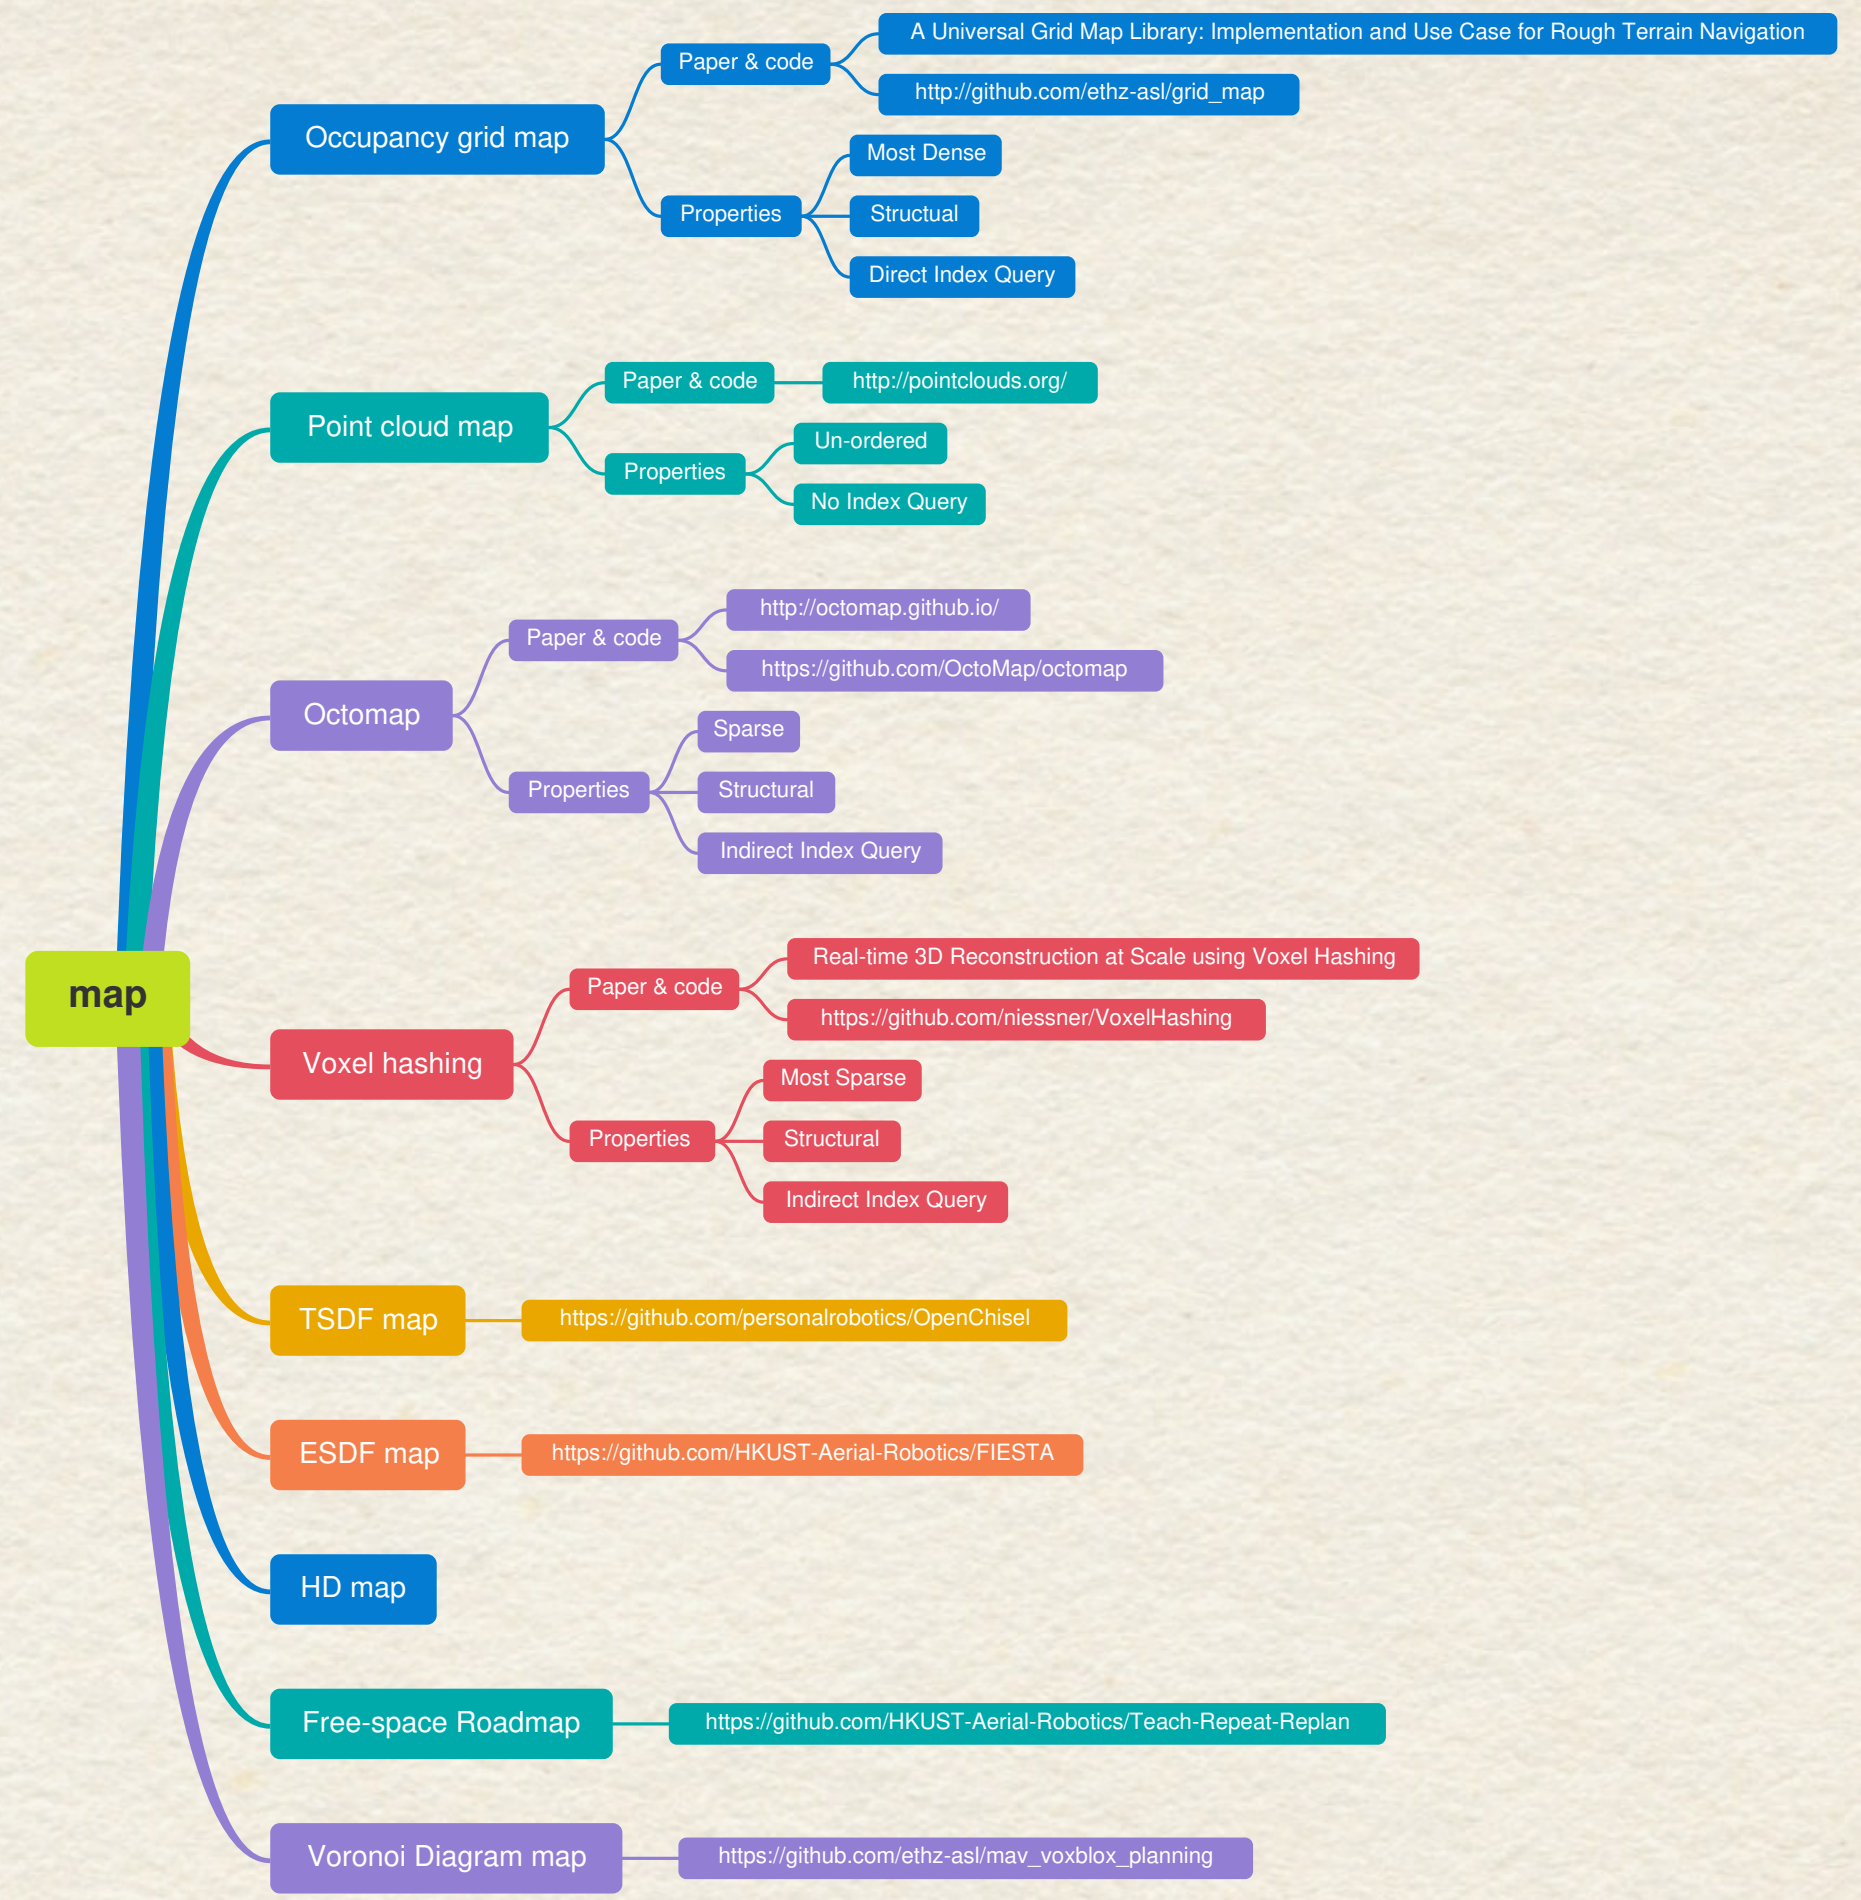 map
Occupancy grid map
Paper & code
A Universal Grid Map Library: Implementation and Use Case for Rough Terrain Navigation
http://github.com/ethz-asl/grid_map
Properties
Most Dense
Structual
Direct Index Query
Point cloud map
Paper & code
http://pointclouds.org/
Properties
Un-ordered
No Index Query
Octomap
Paper & code
http://octomap.github.io/
https://github.com/OctoMap/octomap
Properties
Sparse
Structural
Indirect Index Query
Voxel hashing
Paper & code
Real-time 3D Reconstruction at Scale using Voxel Hashing
https://github.com/niessner/VoxelHashing
Properties
Most Sparse
Structural
Indirect Index Query
TSDF map
https://github.com/personalrobotics/OpenChisel
ESDF map
https://github.com/HKUST-Aerial-Robotics/FIESTA
HD map
Free-space Roadmap
https://github.com/HKUST-Aerial-Robotics/Teach-Repeat-Replan
Voronoi Diagram map
https://github.com/ethz-asl/mav_voxblox_planning